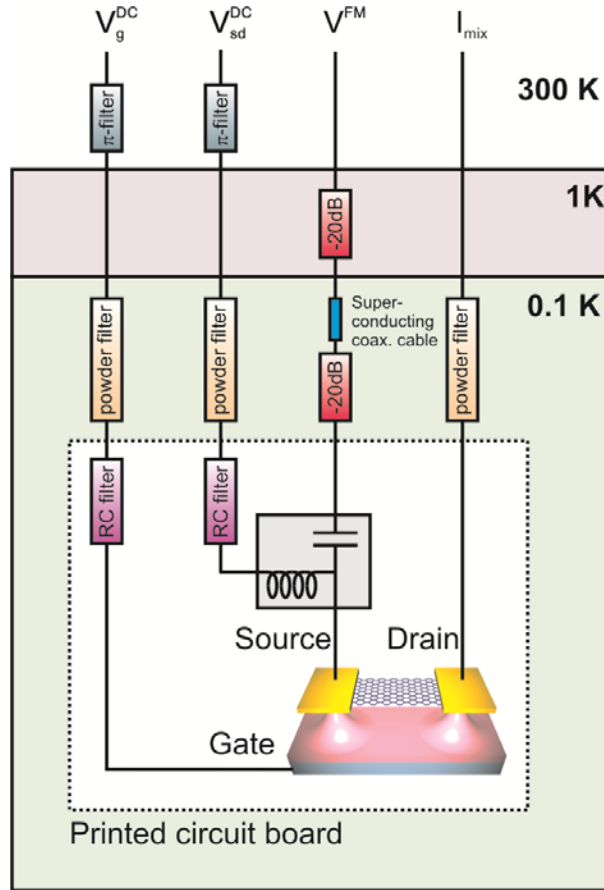 V_g^DC V_sd^DC V^FM I_mix
300 K
π-filter π-filter
1K
-20dB
0.1 K
Super-
conducting
coax. cable
powder filter powder filter -20dB powder filter
RC filter RC filter
Source Drain
Gate
Printed circuit board